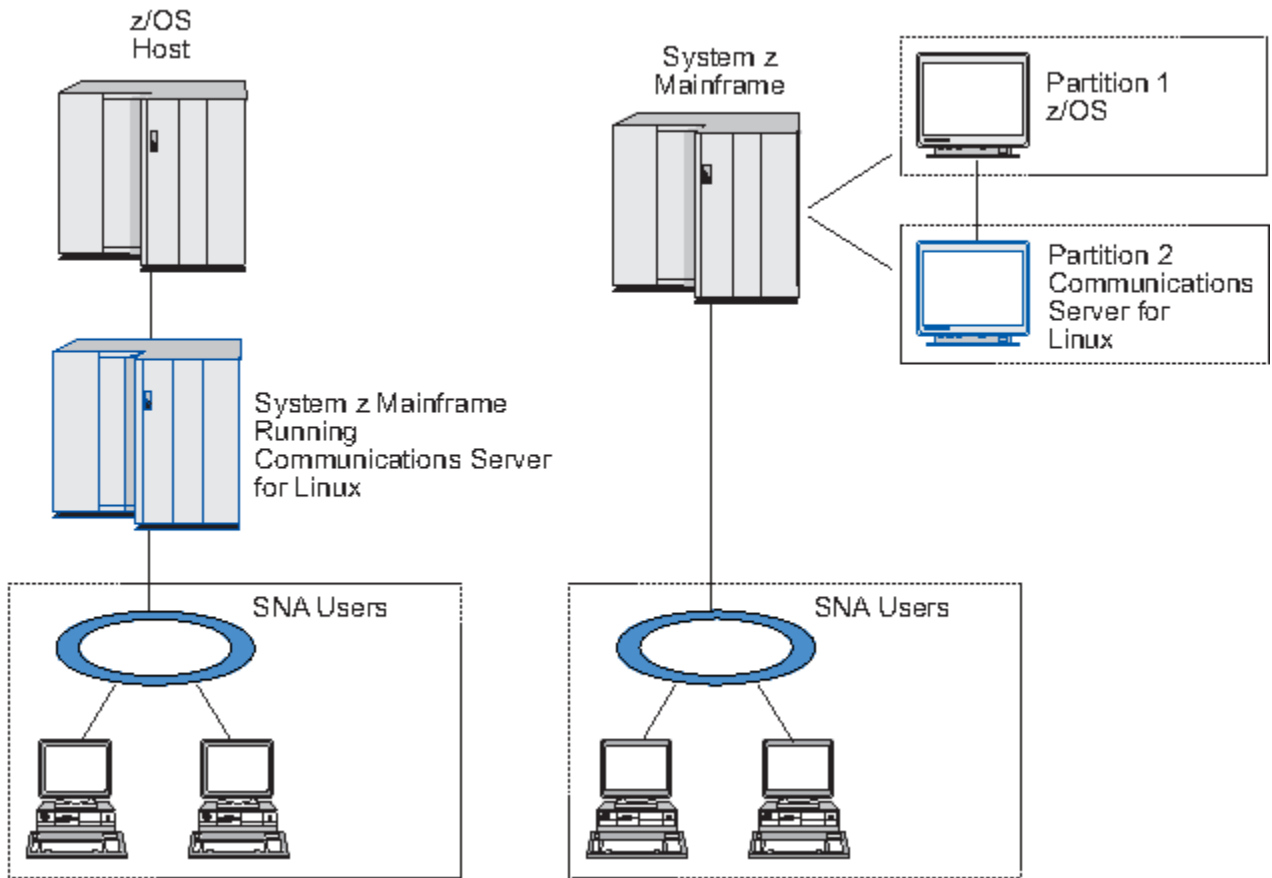 z/OS
Host
System z Mainframe
Running
Communications Server
for Linux
SNA Users
System z
Mainframe
Partition 1
z/OS
Partition 2
Communications
Server for
Linux
SNA Users